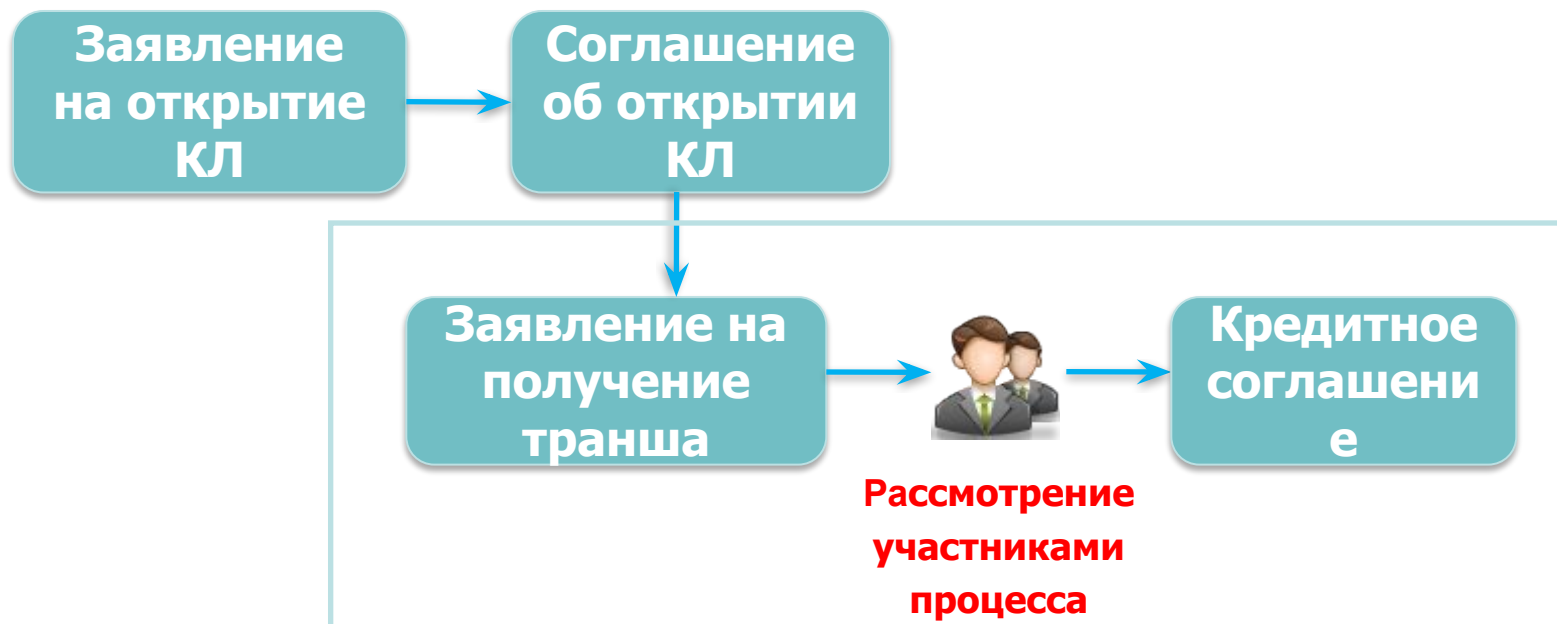 Заявление
на открытие
КЛ
Соглашение
об открытии
КЛ
Заявление на
получение
транша
Кредитное
соглашени
е
Рассмотрение
участниками
процесса